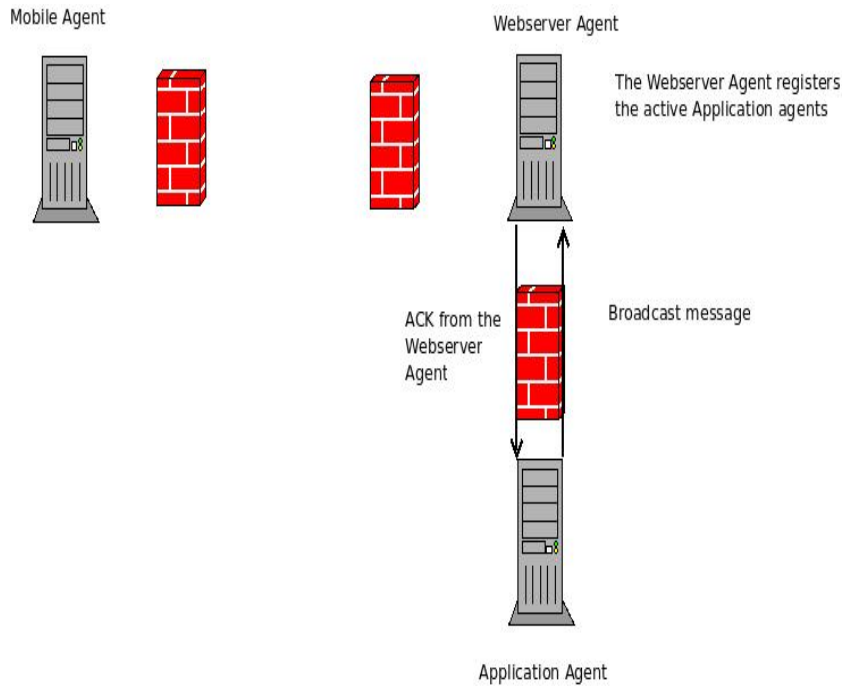 Mobile Agent
Webserver Agent
The Webserver Agent registers
the active Application agents
ACK from the
Webserver
Agent
Broadcast message
Application Agent